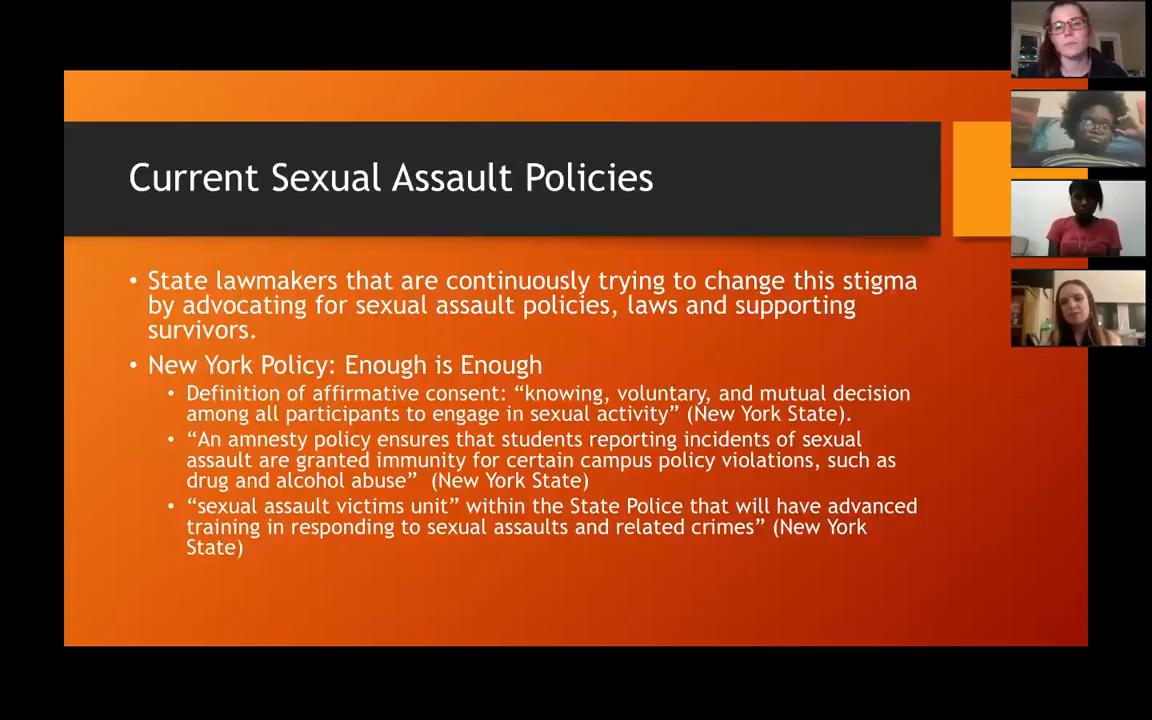 Current Sexual Assault Policies
• State lawmakers that are continuously trying to change this stigma
by advocating for sexual assault policies, laws and supporting
survivors.
• New York Policy: Enough is Enough
• Definition of affirmative consent: “knowing, voluntary, and mutual decision
among all participants to engage in sexual activity” (New York State).
• “An amnesty policy ensures that students reporting incidents of sexual
assault are granted immunity for certain campus policy violations, such as
drug and alcohol abuse” (New York State)
• “sexual assault victims unit” within the State Police that will have advanced
training in responding to sexual assaults and related crimes” (New York
State)